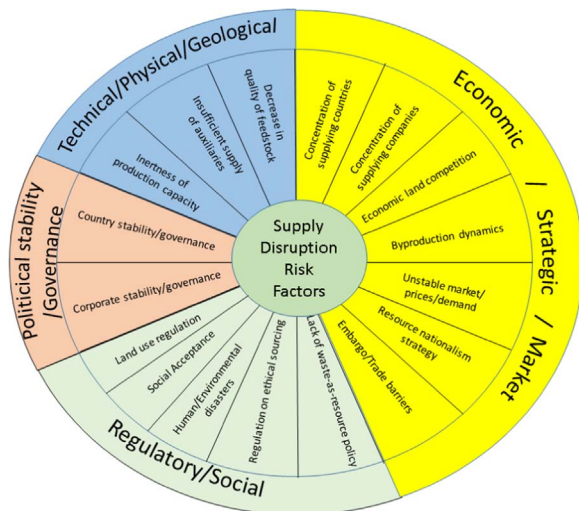 Technical/Physical/Geological
Decrease in
quality of feedstock
Insufficient supply
of auxiliaries
Inertness of
production capacity
Economic / Strategic / Market
Concentration of
supplying countries
Concentration of
supplying companies
Economic land competition
Byproduction dynamics
Unstable market/
prices/demand
Resource nationalism
strategy
Embargo/Trade barriers
Supply
Disruption
Risk
Factors
Politicical stability
/Governance
Country stability/governance
Corporate stability/governance
Regulatory/Social
Land use regulation
Social Acceptance
Human/Environmental
disasters
Regulation on ethical sourcing
Lack of waste-as-resource policy